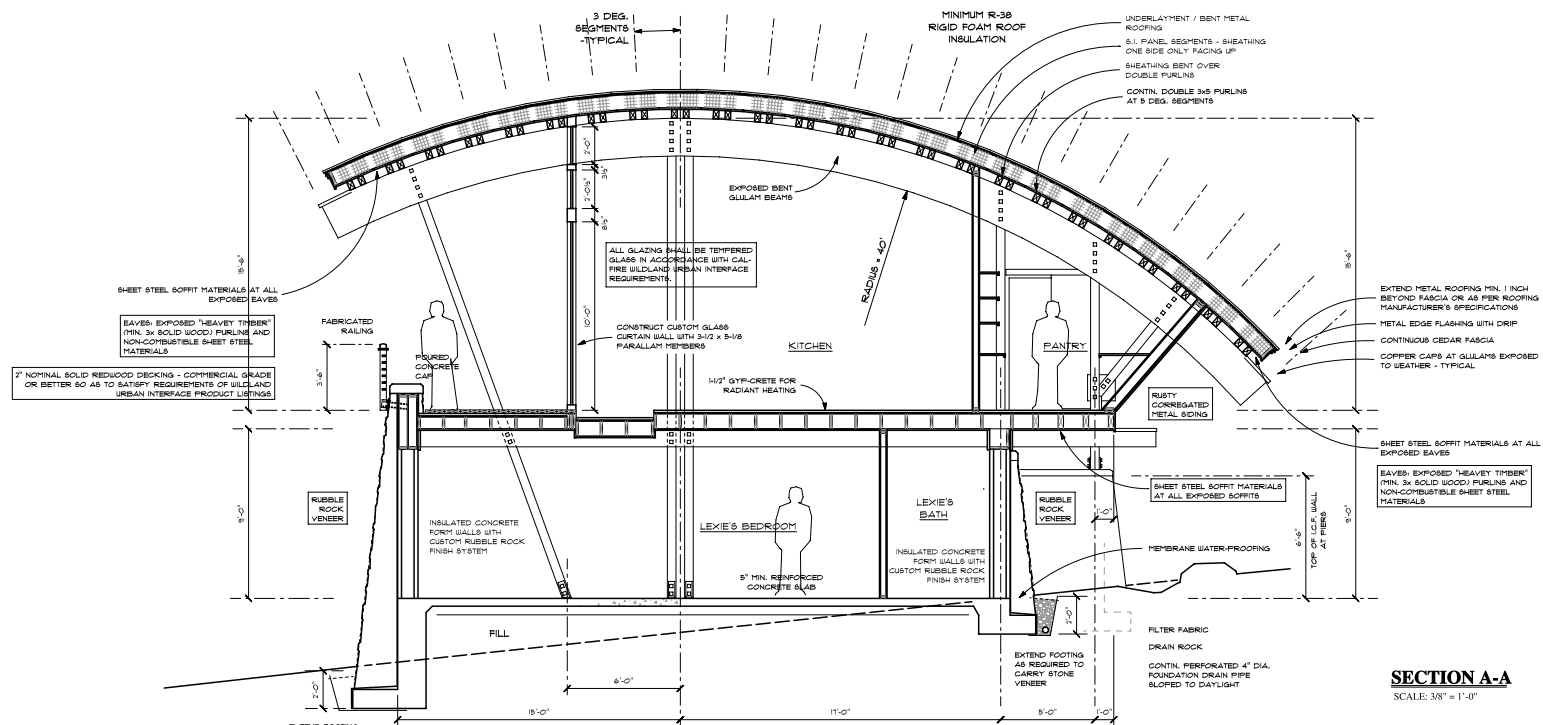 3 DEG.
SEGMENTS
-TYPICAL
MINIMUM R-38
RIGID FOAM ROOF
INSULATION
UNDERLAYMENT / BENT METAL
ROOFING
S.I. PANEL SEGMENTS - SHEATHING
ONE SIDE ONLY FACING UP
SHEATHING BENT OVER
DOUBLE PURLINS
CONTIN. DOUBLE 3x5 PURLINS
AT 5 DEG. SEGMENTS
2'-0"
3½"
2'-0½"
8½"
10'-0"
EXPOSED BENT
GLULAM BEAMS
RADIUS = 40'
ALL GLAZING SHALL BE TEMPERED
GLASS IN ACCORDANCE WITH CAL-
FIRE WILDLAND URBAN INTERFACE
REQUIREMENTS.
15'-6"
SHEET STEEL SOFFIT MATERIALS AT ALL
EXPOSED EAVES
EAVES: EXPOSED "HEAVEY TIMBER"
(MIN. 3x SOLID WOOD) PURLINS AND
NON-COMBUSTIBLE SHEET STEEL
MATERIALS
FABRICATED
RAILING
3'-6"
2" NOMINAL SOLID REDWOOD DECKING - COMMERCIAL GRADE
OR BETTER SO AS TO SATISFY REQUIREMENTS OF WILDLAND
URBAN INTERFACE PRODUCT LISTINGS
POURED
CONCRETE
CAP
CONSTRUCT CUSTOM GLASS
CURTAIN WALL WITH 3-1/2 x 5-1/8
PARALLAM MEMBERS
KITCHEN
PANTRY
1-1/2" GYP-CRETE FOR
RADIANT HEATING
15'-6"
EXTEND METAL ROOFING MIN. 1 INCH
BEYOND FASCIA OR AS PER ROOFING
MANUFACTURER'S SPECIFICATIONS
METAL EDGE FLASHING WITH DRIP
CONTINUOUS CEDAR FASCIA
COPPER CAPS AT GLULAMS EXPOSED
TO WEATHER - TYPICAL
RUSTY
CORREGATED
METAL SIDING
SHEET STEEL SOFFIT MATERIALS AT ALL
EXPOSED EAVES
EAVES: EXPOSED "HEAVEY TIMBER"
(MIN. 3x SOLID WOOD) PURLINS AND
NON-COMBUSTIBLE SHEET STEEL
MATERIALS
9'-0"
RUBBLE
ROCK
VENEER
INSULATED CONCRETE
FORM WALLS WITH
CUSTOM RUBBLE ROCK
FINISH SYSTEM
LEXIE'S BEDROOM
LEXIE'S
BATH
5" MIN. REINFORCED
CONCRETE SLAB
INSULATED CONCRETE
FORM WALLS WITH
CUSTOM RUBBLE ROCK
FINISH SYSTEM
SHEET STEEL SOFFIT MATERIALS
AT ALL EXPOSED SOFFITS
RUBBLE
ROCK
VENEER
1'-0"
MEMBRANE WATER-PROOFING
6'-6"
TOP OF I.C.F. WALL
AT PIERS
9'-0"
FILL
2'-0"
2'-0"
EXTEND FOOTING
AS REQUIRED TO
CARRY STONE
VENEER
FILTER FABRIC
DRAIN ROCK
CONTIN. PERFORATED 4" DIA.
FOUNDATION DRAIN PIPE
SLOPED TO DAYLIGHT
6'-0"
15'-0"
17'-0"
5'-0"
1'-0"
SECTION A-A
SCALE: 3/8" = 1'-0"